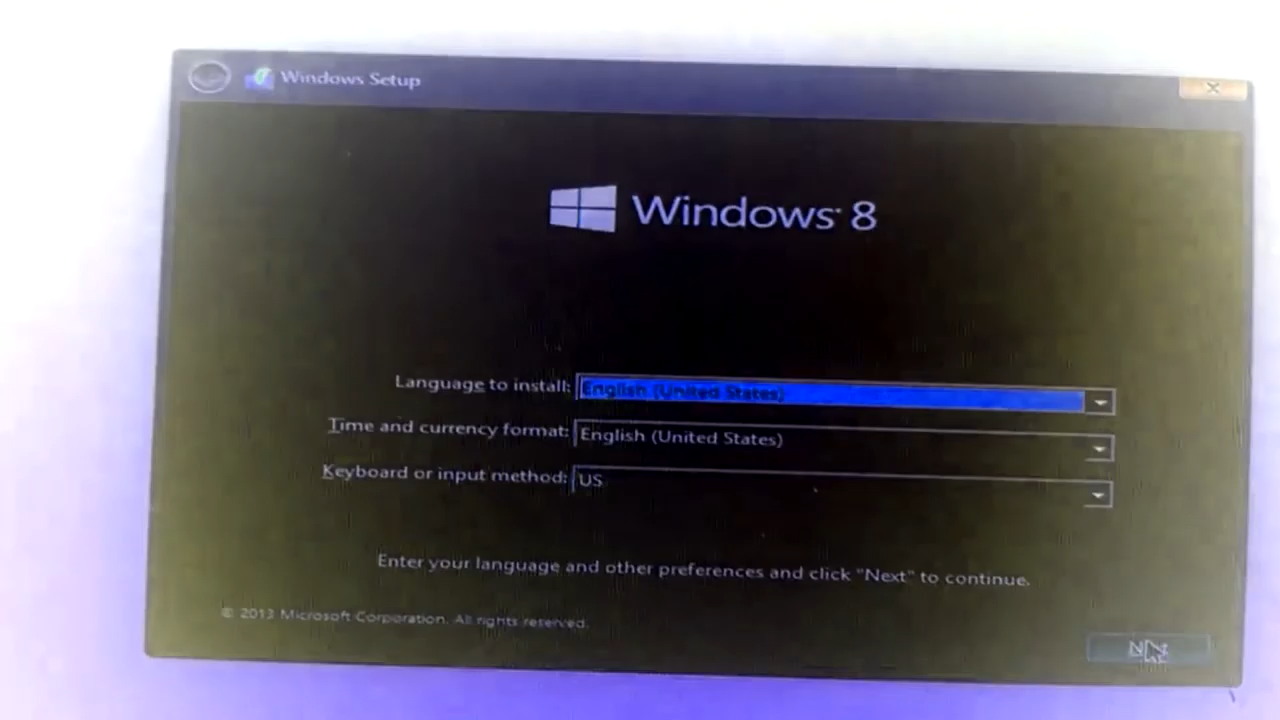 Windows Setup
Windows 8
Language to install: English (United States)
Time and currency format: English (United States)
Keyboard or input method: US
Enter your language and other preferences and click "Next" to continue.
© 2013 Microsoft Corporation. All rights reserved.